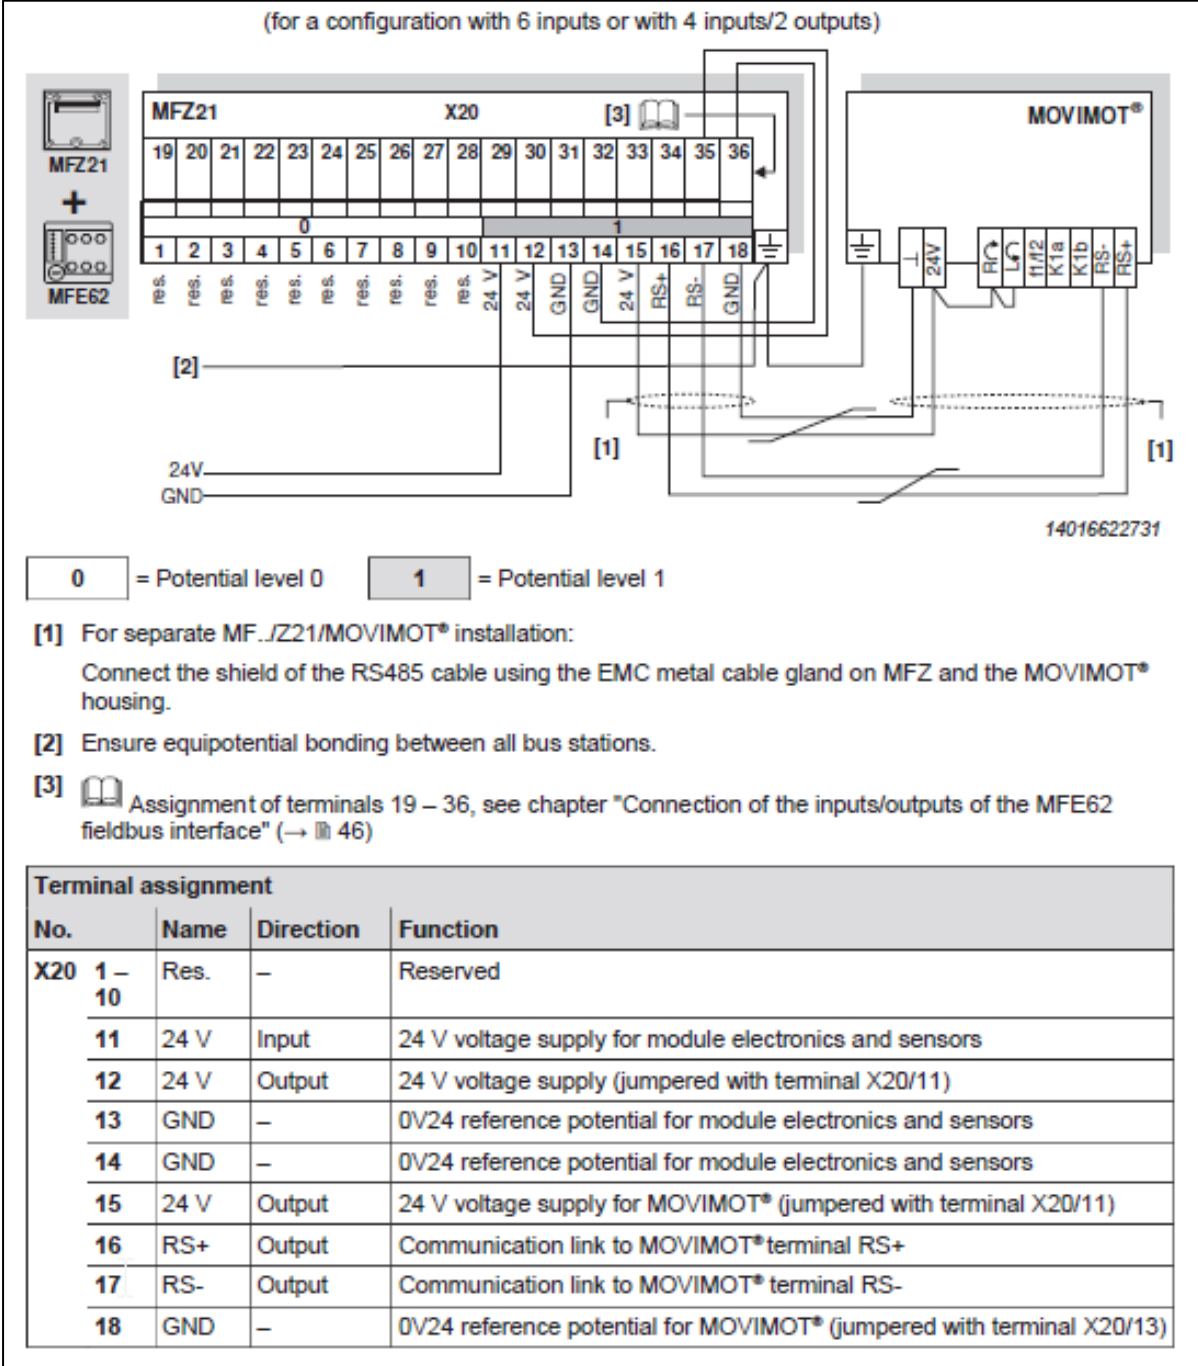 (for a configuration with 6 inputs or with 4 inputs/2 outputs)
MFZ21 X20 [3] MOVIMOT®
19 20 21 22 23 24 25 26 27 28 29 30 31 32 33 34 35 36
MFZ21
+
MFE62
0 1
1 2 3 4 5 6 7 8 9 10 11 12 13 14 15 16 17 18
res. res. res. res. res. res. res. res. res. res. 24 V 24 V GND GND 24 V RS+ RS- GND
⊥ 24V R L f1/f2 K1a K1b RS- RS+
[2]
[1] [1]
24V
GND
14016622731
0 = Potential level 0 1 = Potential level 1
[1] For separate MF../Z21/MOVIMOT® installation:
Connect the shield of the RS485 cable using the EMC metal cable gland on MFZ and the MOVIMOT®
housing.
[2] Ensure equipotential bonding between all bus stations.
[3] Assignment of terminals 19 – 36, see chapter "Connection of the inputs/outputs of the MFE62
fieldbus interface" (→ 46)
Terminal assignment
No. Name Direction Function
X20 1 – Res. – Reserved
10
11 24 V Input 24 V voltage supply for module electronics and sensors
12 24 V Output 24 V voltage supply (jumpered with terminal X20/11)
13 GND – 0V24 reference potential for module electronics and sensors
14 GND – 0V24 reference potential for module electronics and sensors
15 24 V Output 24 V voltage supply for MOVIMOT® (jumpered with terminal X20/11)
16 RS+ Output Communication link to MOVIMOT® terminal RS+
17 RS- Output Communication link to MOVIMOT® terminal RS-
18 GND – 0V24 reference potential for MOVIMOT® (jumpered with terminal X20/13)